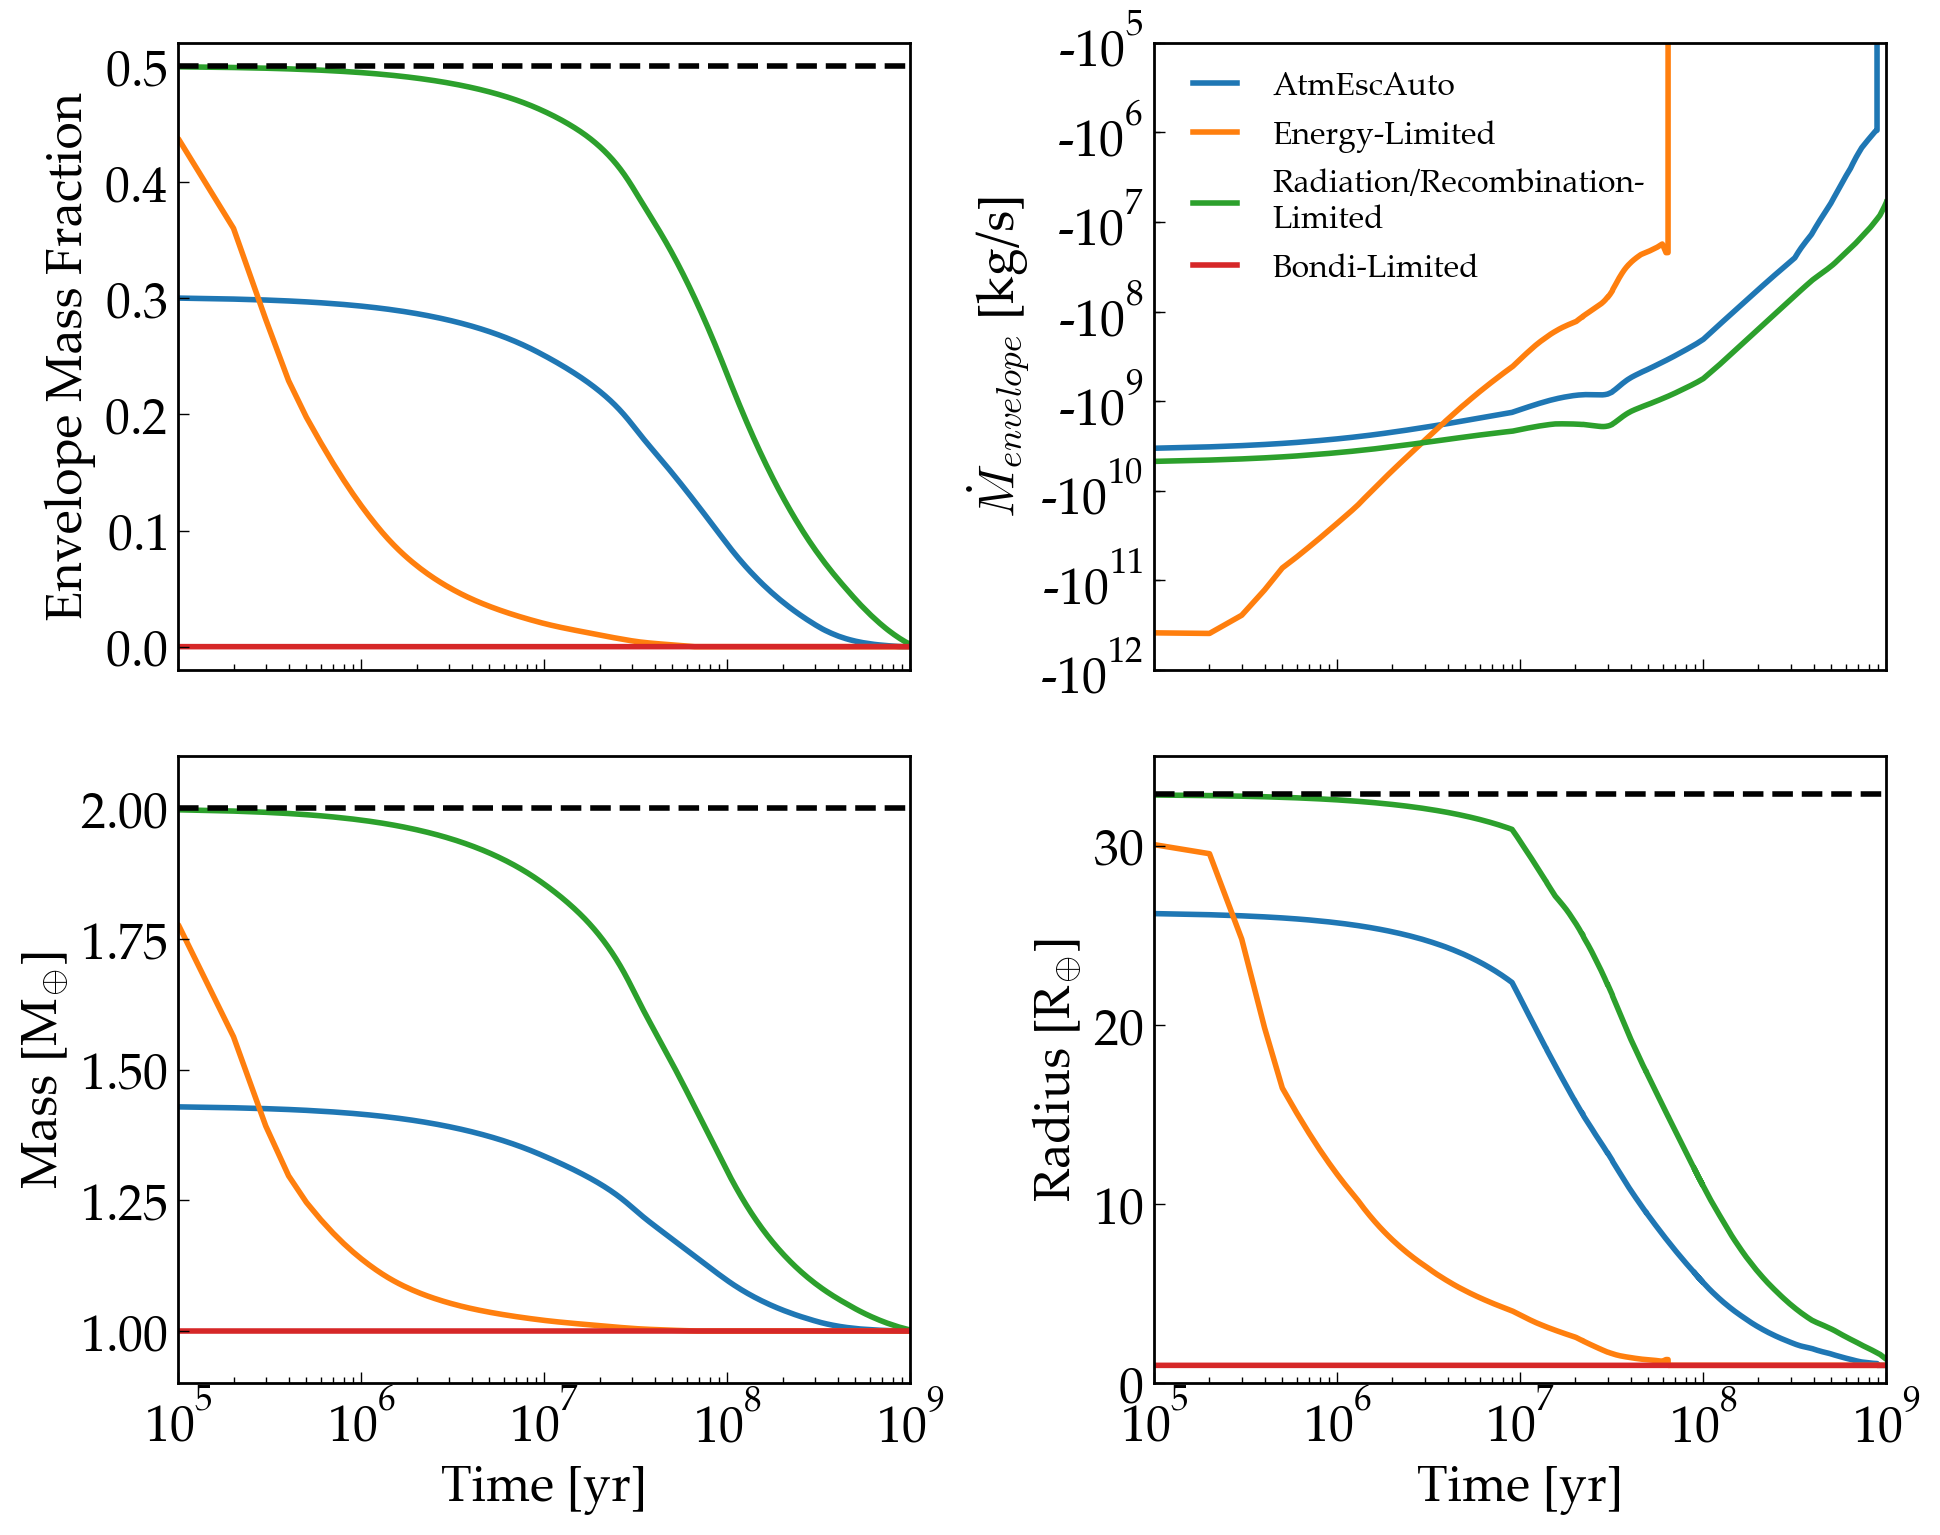 Envelope Mass Fraction
0.5
0.4
0.3
0.2
0.1
0.0
Ṁ_envelope [kg/s]
-10^5
-10^6
-10^7
-10^8
-10^9
-10^10
-10^11
-10^12
AtmEscAuto
Energy-Limited
Radiation/Recombination-
Limited
Bondi-Limited
Mass [M⊕]
2.00
1.75
1.50
1.25
1.00
10^5 10^6 10^7 10^8 10^9
Time [yr]
Radius [R⊕]
30
20
10
0
10^5 10^6 10^7 10^8 10^9
Time [yr]